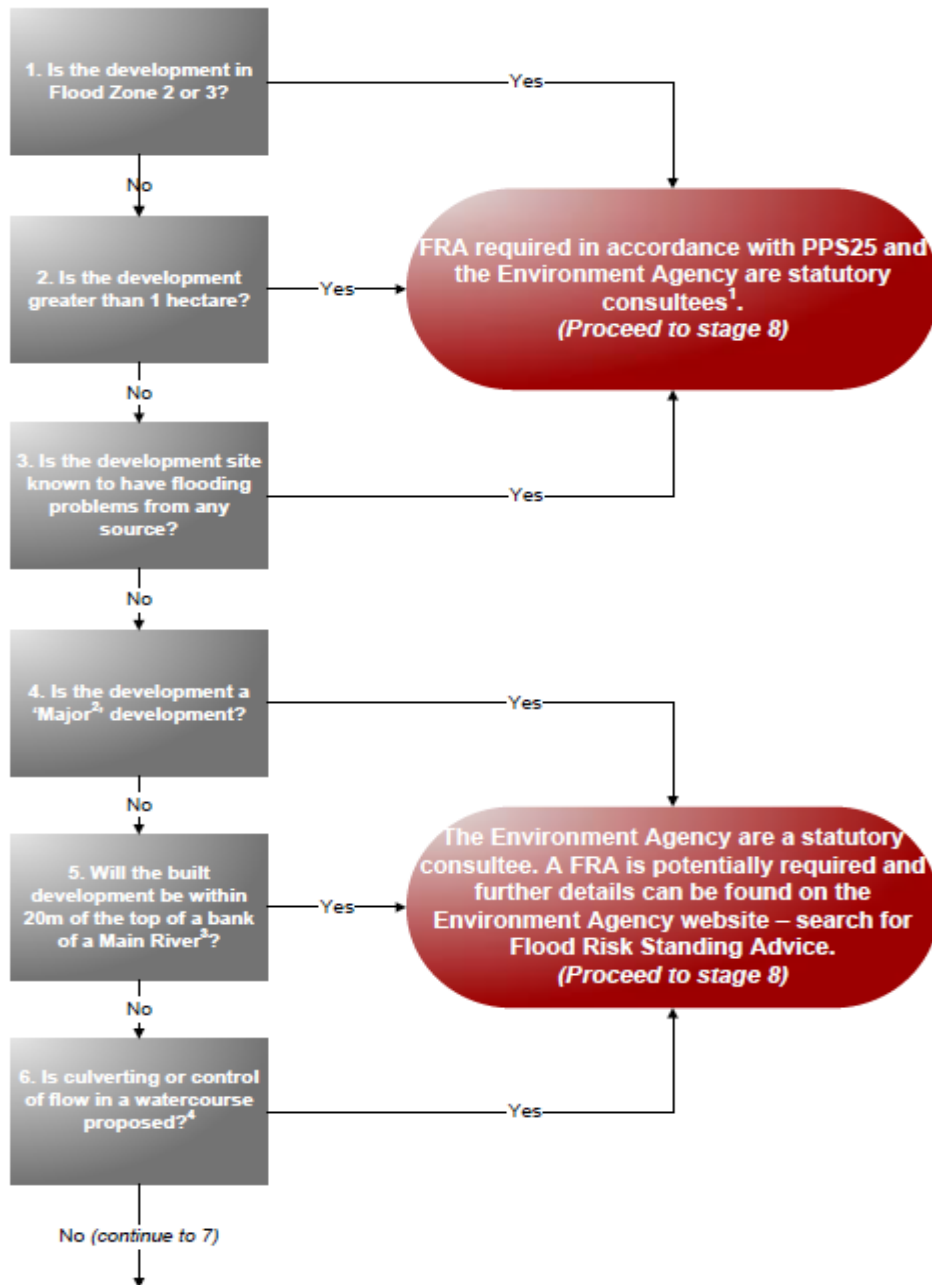 1. Is the development in
Flood Zone 2 or 3?
Yes
No
FRA required in accordance with PPS25 and
the Environment Agency are statutory
consultees¹.
(Proceed to stage 8)
2. Is the development
greater than 1 hectare?
Yes
No
3. Is the development site
known to have flooding
problems from any
source?
Yes
No
4. Is the development a
‘Major²’ development?
Yes
No
The Environment Agency are a statutory
consultee. A FRA is potentially required and
further details can be found on the
Environment Agency website – search for
Flood Risk Standing Advice.
(Proceed to stage 8)
5. Will the built
development be within
20m of the top of a bank
of a Main River³?
Yes
No
6. Is culverting or control
of flow in a watercourse
proposed?⁴
Yes
No (continue to 7)